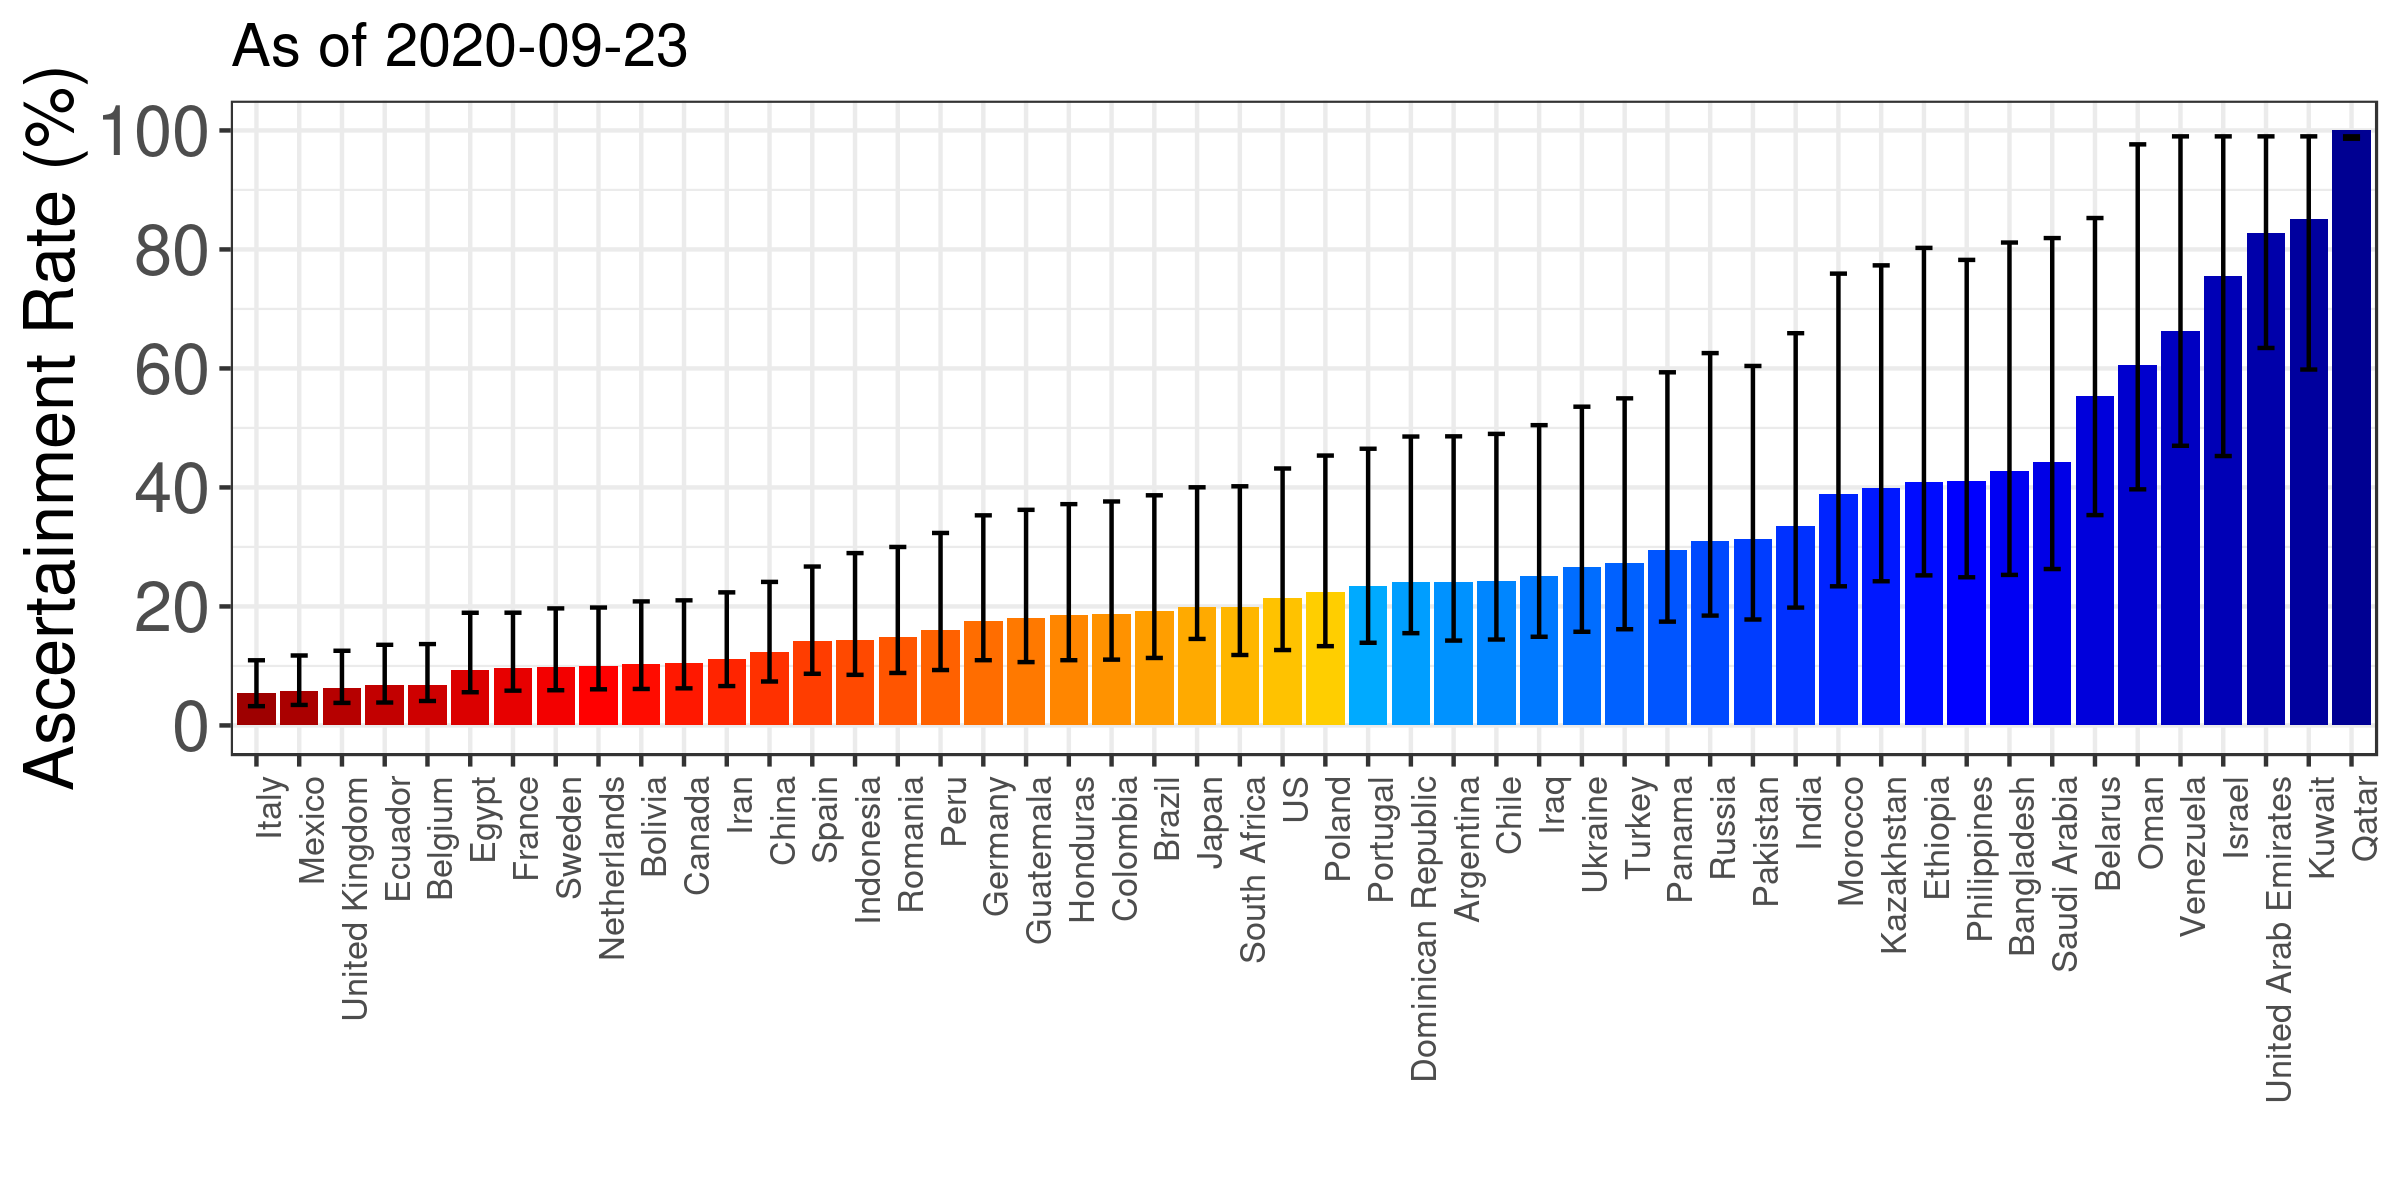 As of 2020-09-23
Ascertainment Rate (%)
100
80
60
40
20
0
Italy
Mexico
United Kingdom
Ecuador
Belgium
Egypt
France
Sweden
Netherlands
Bolivia
Canada
Iran
China
Spain
Indonesia
Romania
Peru
Germany
Guatemala
Honduras
Colombia
Brazil
Japan
South Africa
US
Poland
Portugal
Dominican Republic
Argentina
Chile
Iraq
Ukraine
Turkey
Panama
Russia
Pakistan
India
Morocco
Kazakhstan
Ethiopia
Philippines
Bangladesh
Saudi Arabia
Belarus
Oman
Venezuela
Israel
United Arab Emirates
Kuwait
Qatar